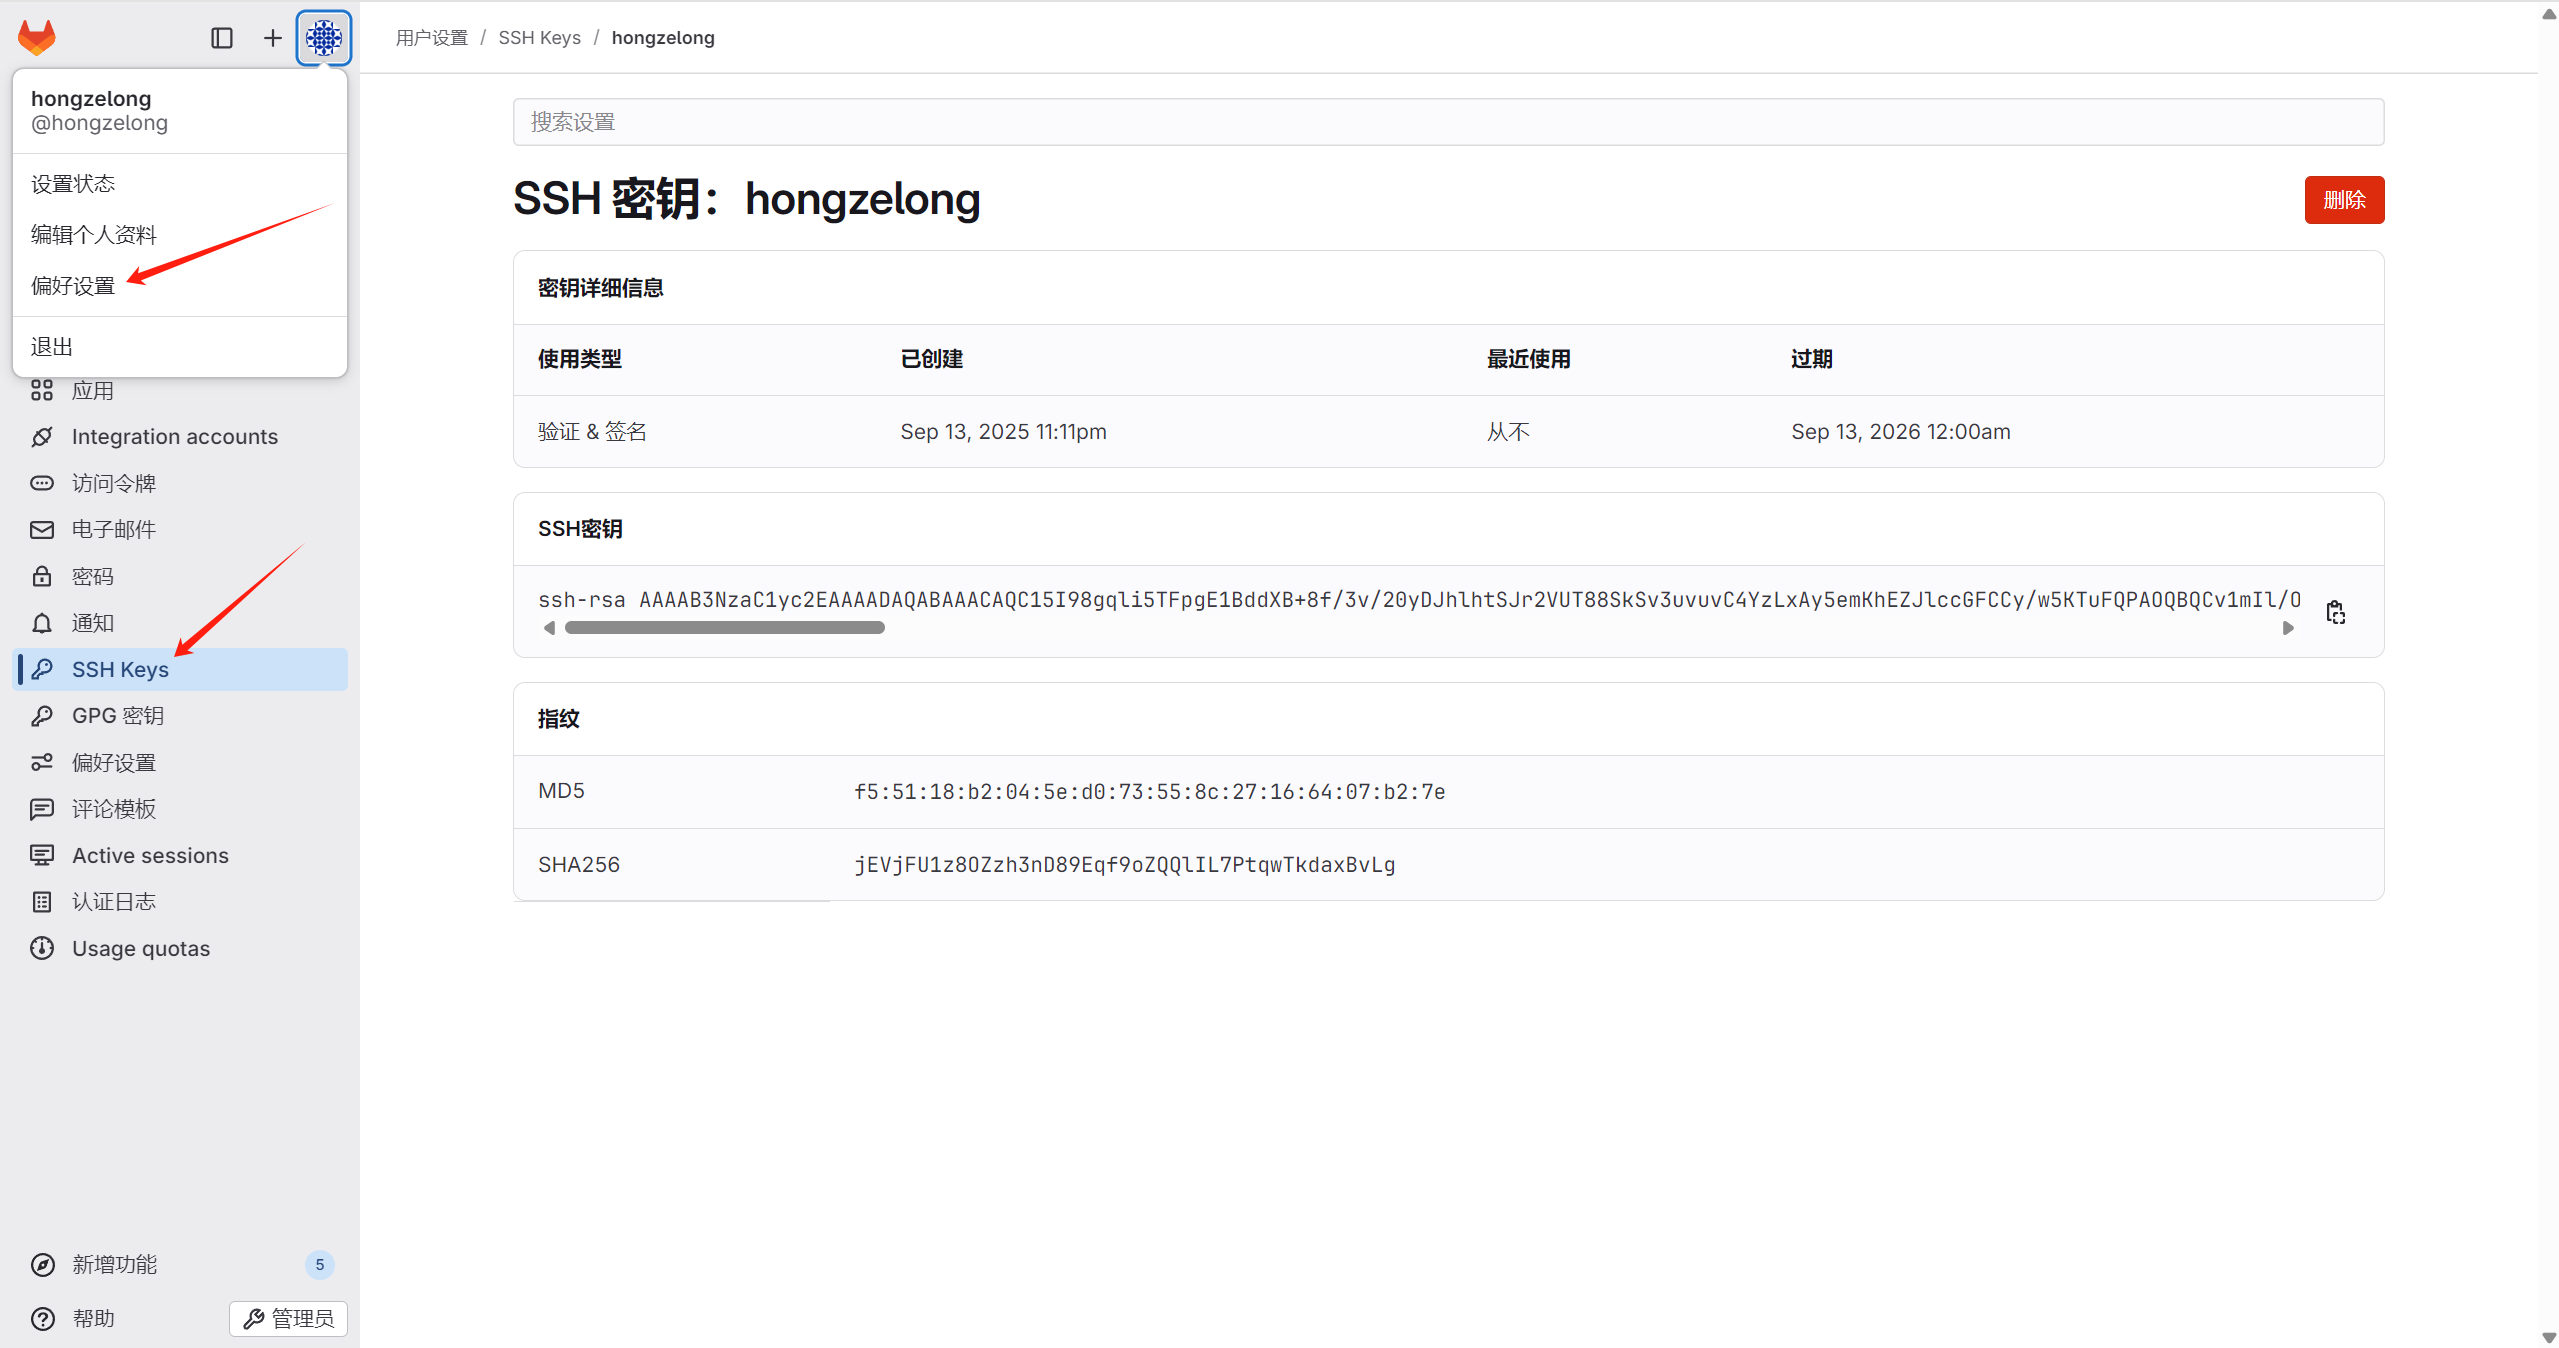 用户设置 / SSH Keys / hongzelong
hongzelong
@hongzelong
设置状态
编辑个人资料
偏好设置
退出
应用
Integration accounts
访问令牌
电子邮件
密码
通知
SSH Keys
GPG 密钥
偏好设置
评论模板
Active sessions
认证日志
Usage quotas
新增功能 5
帮助
管理员
搜索设置
SSH 密钥：hongzelong
删除
密钥详细信息
使用类型 已创建 最近使用 过期
验证 & 签名 Sep 13, 2025 11:11pm 从不 Sep 13, 2026 12:00am
SSH密钥
ssh-rsa AAAAB3NzaC1yc2EAAAADAQABAAACAQC15I98gqli5TFpgE1BddXB+8f/3v/20yDJhlhtSJr2VUT88SkSv3uvuvC4YzLxAy5emKhEZJlccGFCCy/w5KTuFQPAOQBQCv1mIl/0
指纹
MD5 f5:51:18:b2:04:5e:d0:73:55:8c:27:16:64:07:b2:7e
SHA256 jEVjFU1z8OZzh3nD89Eqf9oZQQlIL7PtqwTkdaxBvLg